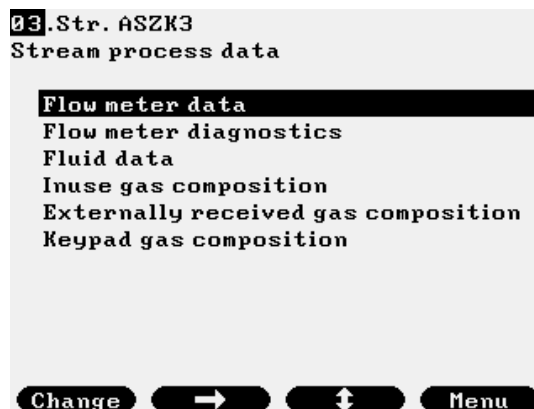 03.Str. ASZK3
Stream process data
Flow meter data
Flow meter diagnostics
Fluid data
Inuse gas composition
Externally received gas composition
Keypad gas composition
Change → ↕ Menu